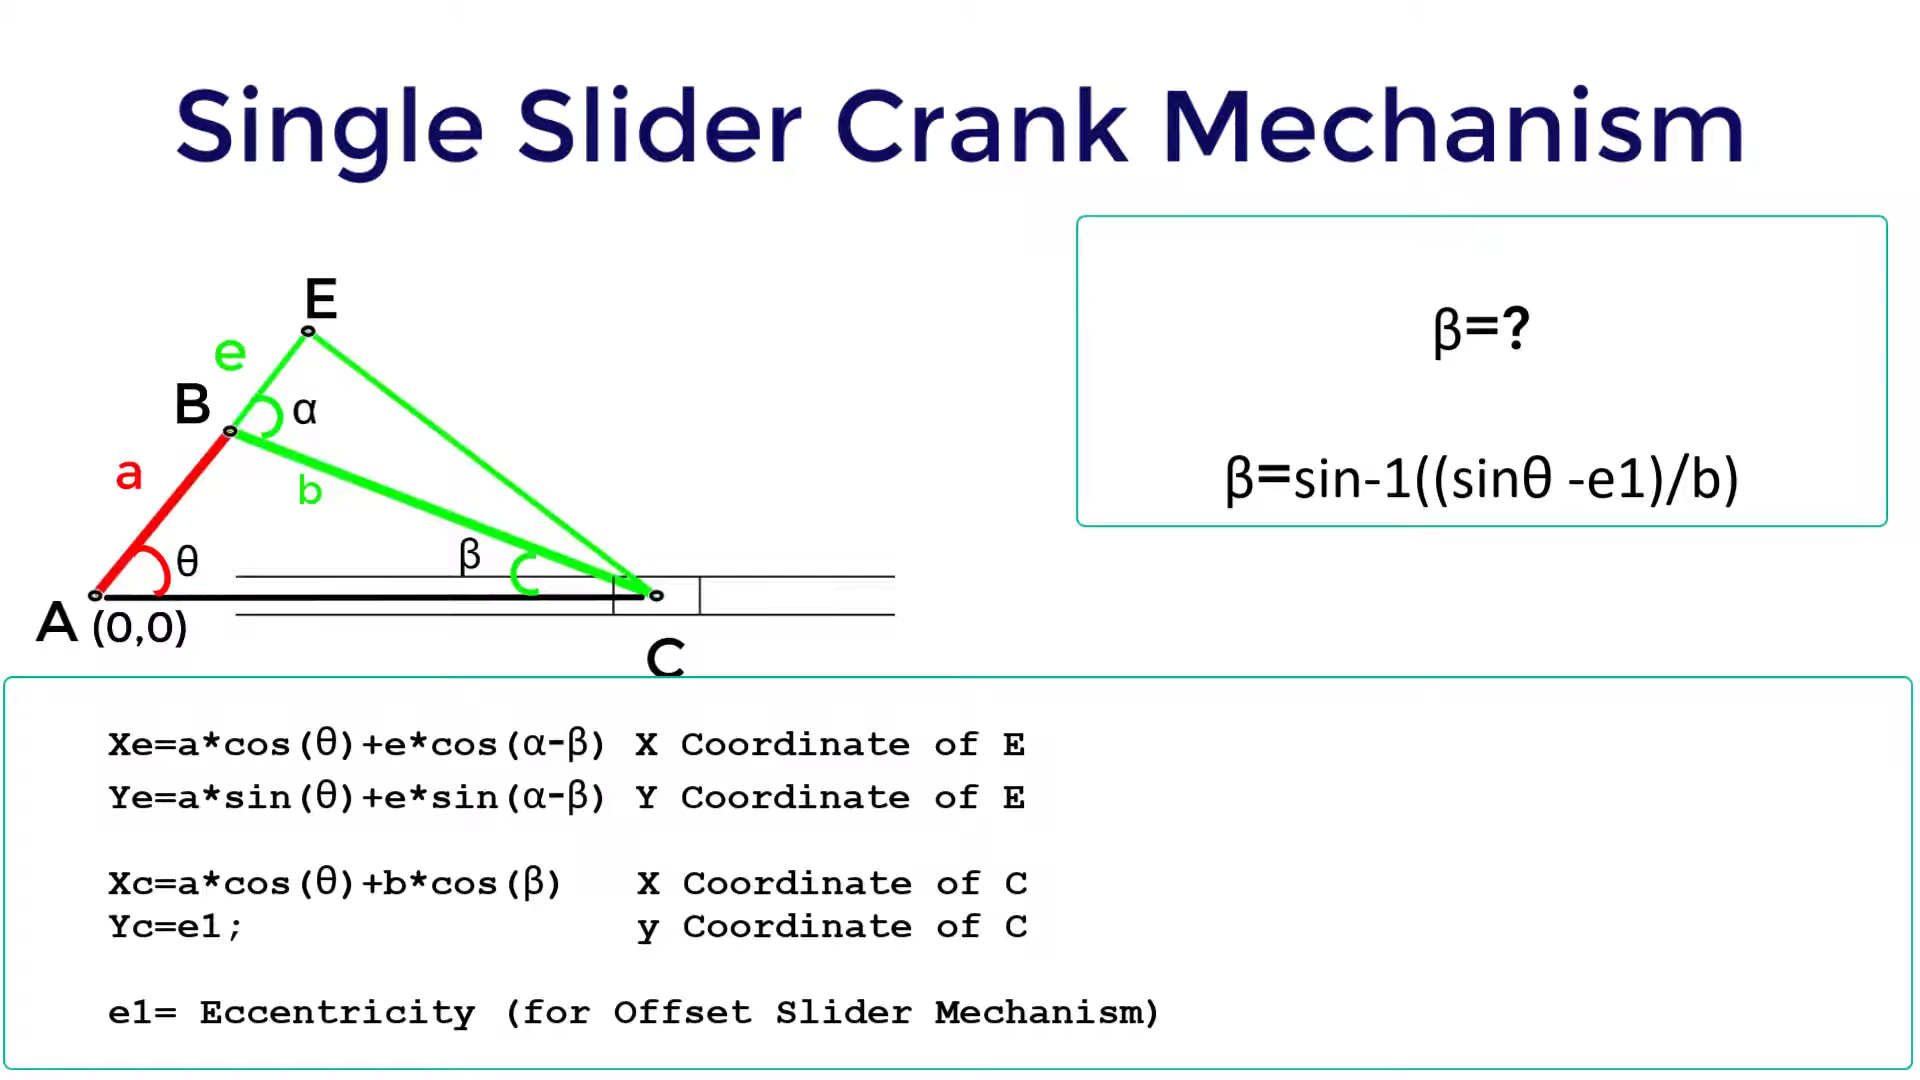 Single Slider Crank Mechanism
E
e
B
α
a
b
β
θ
A (0,0)
C
β=?
β=sin-1((sinθ -e1)/b)
Xe=a*cos(θ)+e*cos(α-β) X Coordinate of E
Ye=a*sin(θ)+e*sin(α-β) Y Coordinate of E
Xc=a*cos(θ)+b*cos(β) X Coordinate of C
Yc=e1; y Coordinate of C
e1= Eccentricity (for Offset Slider Mechanism)